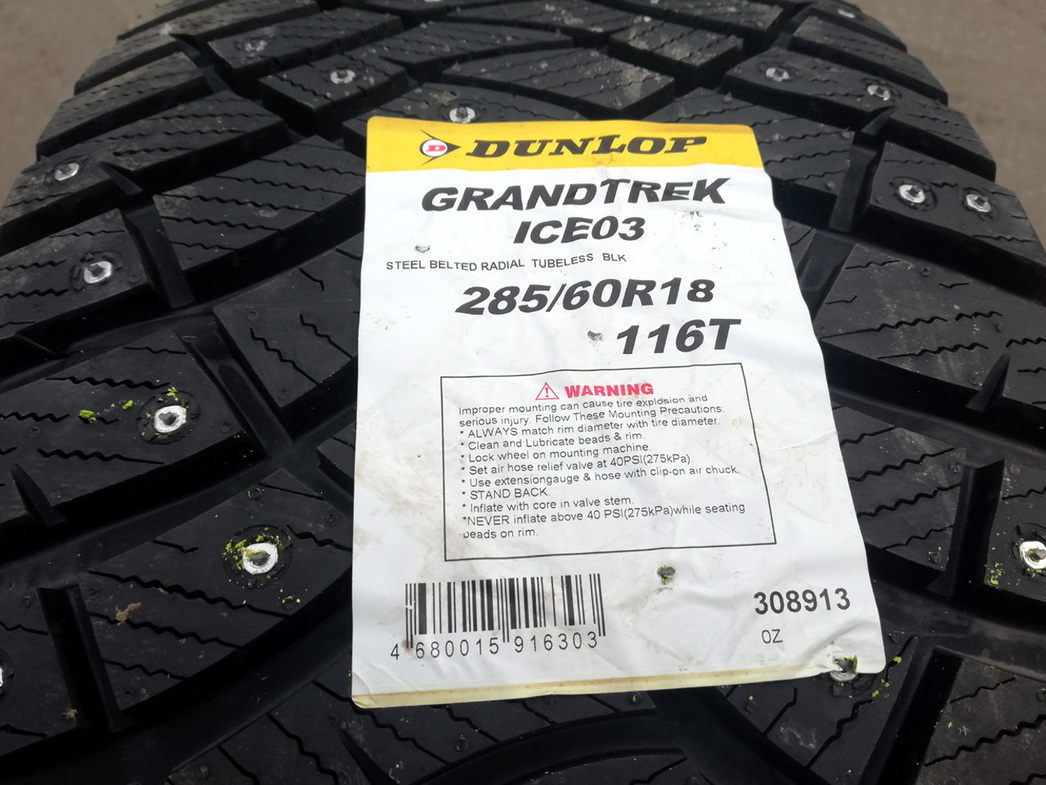 DUNLOP
GRANDTREK
ICE03
STEEL BELTED RADIAL TUBELESS BLK
285/60R18
116T
WARNING
Improper mounting can cause tire explosion and
serious injury. Follow These Mounting Precautions:
* ALWAYS match rim diameter with tire diameter.
* Clean and Lubricate beads & rim.
* Lock wheel on mounting machine.
* Set air hose relief valve at 40PSI(275kPa).
* Use extensiongauge & hose with clip-on air chuck.
* STAND BACK.
* Inflate with core in valve stem.
*NEVER inflate above 40 PSI(275kPa)while seating
beads on rim.
308913
OZ
4 680015 916303